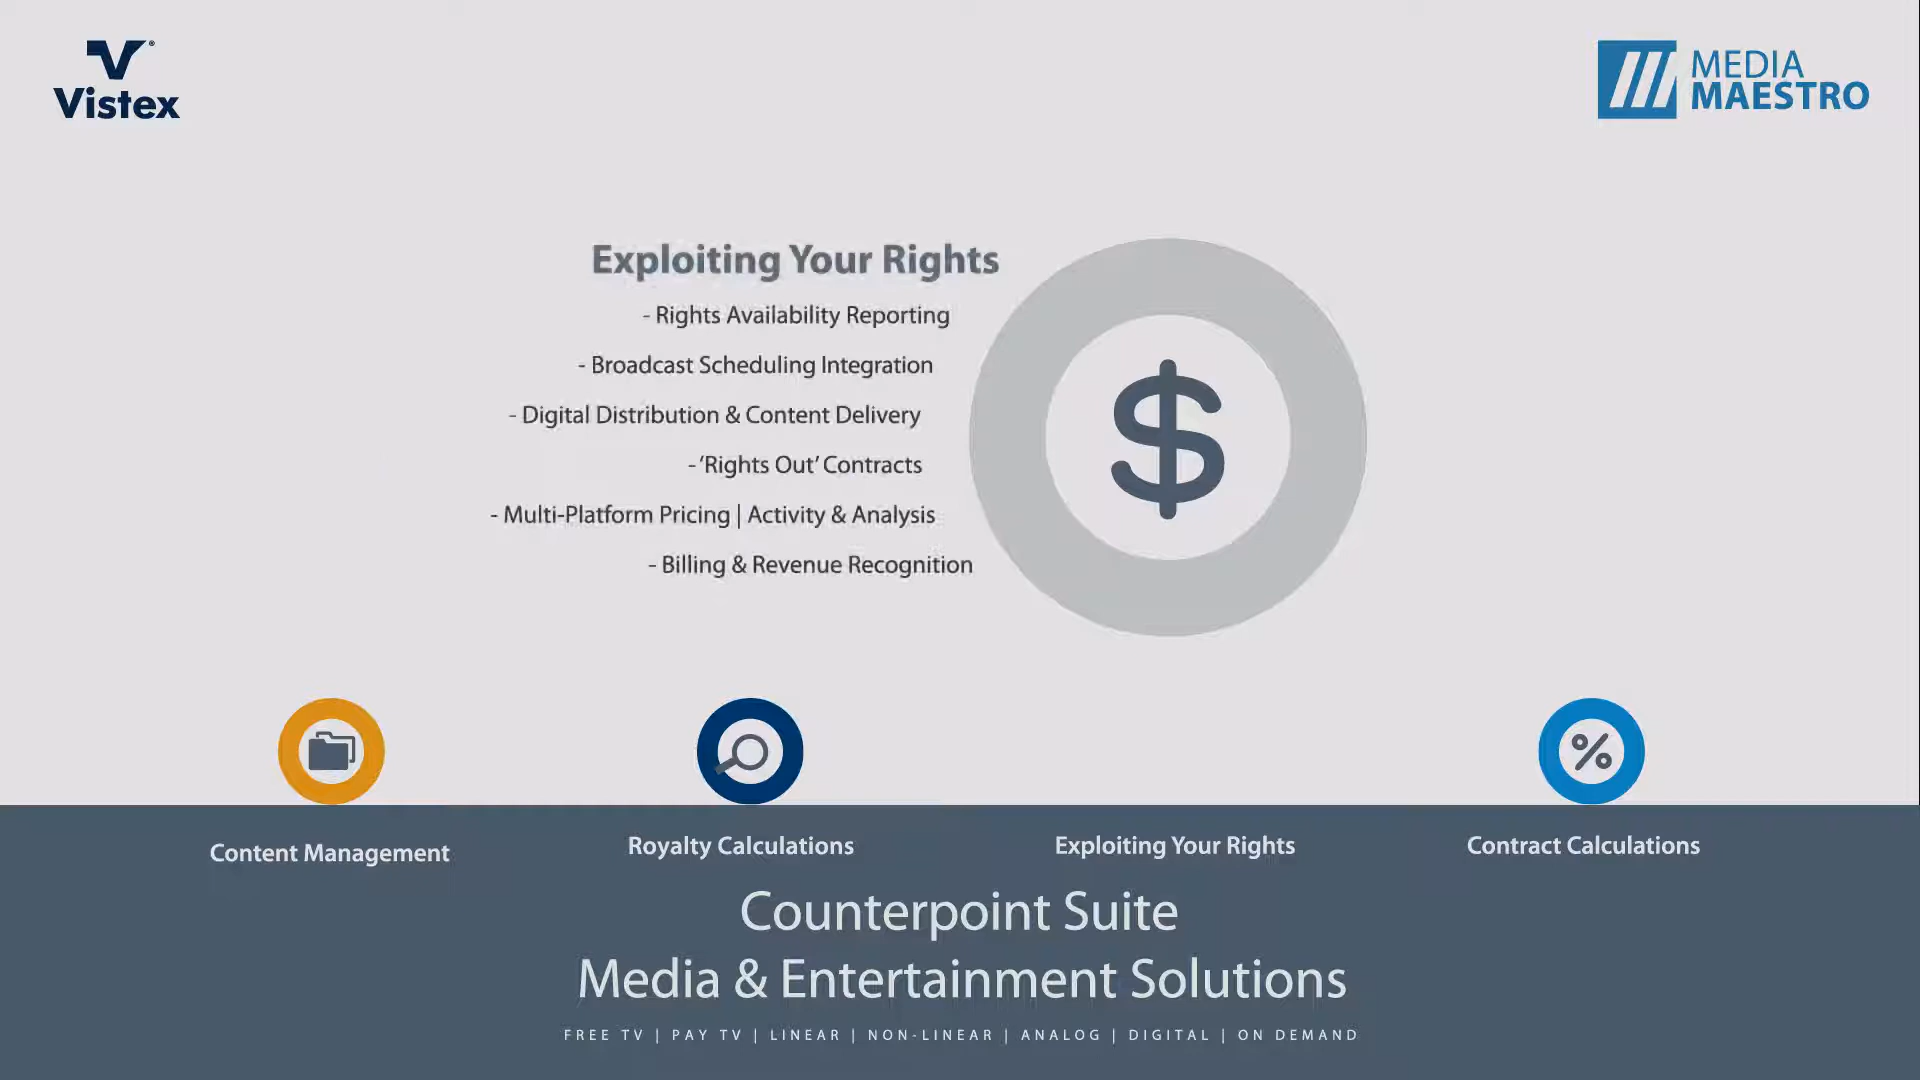 Vistex
MEDIA
MAESTRO
Exploiting Your Rights
- Rights Availability Reporting
- Broadcast Scheduling Integration
- Digital Distribution & Content Delivery
- ‘Rights Out’ Contracts
- Multi-Platform Pricing | Activity & Analysis
- Billing & Revenue Recognition
Content Management
Royalty Calculations
Exploiting Your Rights
Contract Calculations
Counterpoint Suite
Media & Entertainment Solutions
FREE TV | PAY TV | LINEAR | NON-LINEAR | ANALOG | DIGITAL | ON DEMAND